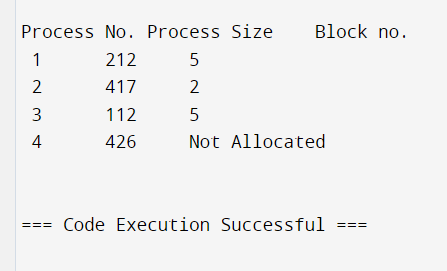 Process No. Process Size    Block no.
 1      212     5
 2      417     2
 3      112     5
 4      426     Not Allocated
=== Code Execution Successful ===